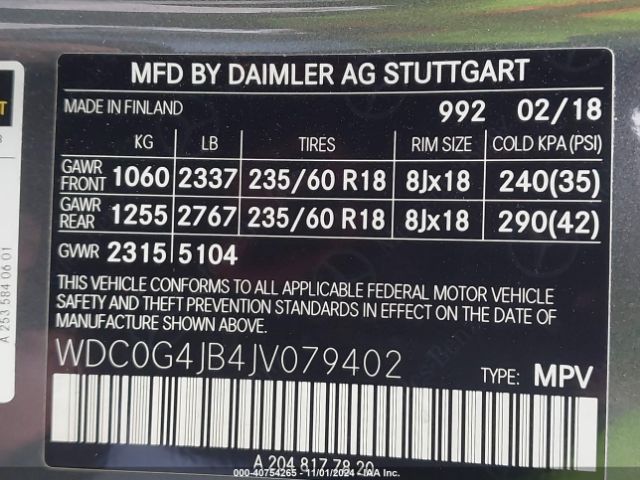 MFD BY DAIMLER AG STUTTGART
MADE IN FINLAND 992 02/18
KG LB TIRES RIM SIZE COLD KPA (PSI)
GAWR FRONT 1060 2337 235/60 R18 8Jx18 240(35)
GAWR REAR 1255 2767 235/60 R18 8Jx18 290(42)
GVWR 2315 5104
THIS VEHICLE CONFORMS TO ALL APPLICABLE FEDERAL MOTOR VEHICLE
SAFETY AND THEFT PREVENTION STANDARDS IN EFFECT ON THE DATE
OF MANUFACTURE SHOWN ABOVE.
WDC0G4JB4JV079402
TYPE: MPV
A 204 817 78 20
A 253 584 06 01
000-40754265 - 11/01/2024 - IAA Inc.